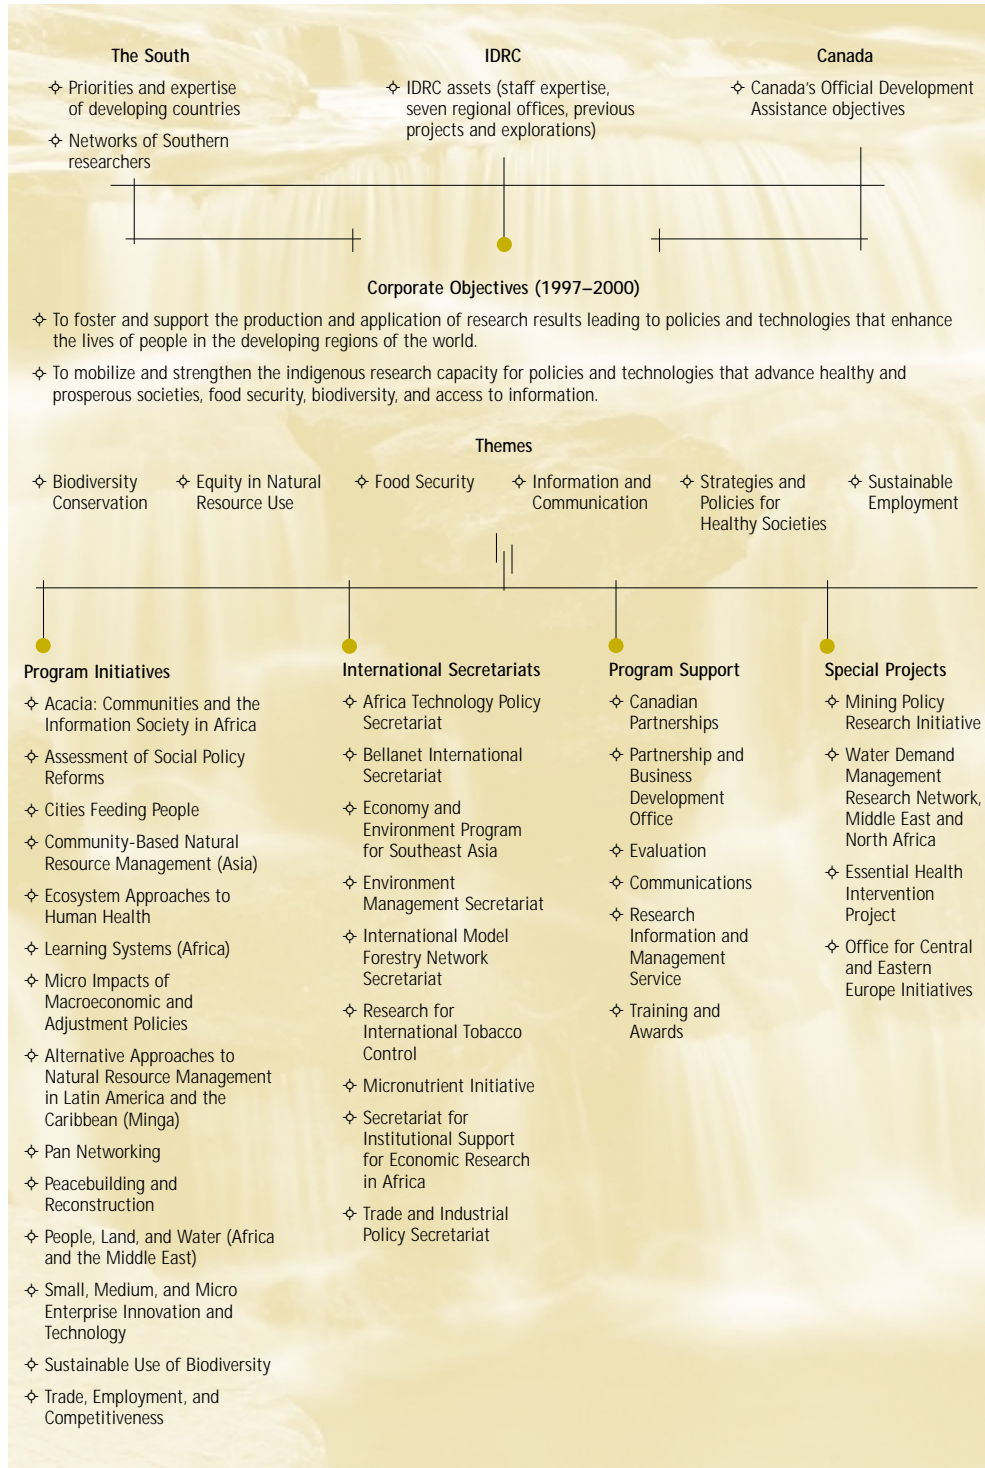 The South
✧ Priorities and expertise
of developing countries
✧ Networks of Southern
researchers
IDRC
✧ IDRC assets (staff expertise,
seven regional offices, previous
projects and explorations)
Canada
✧ Canada's Official Development
Assistance objectives
Corporate Objectives (1997–2000)
✧ To foster and support the production and application of research results leading to policies and technologies that enhance
the lives of people in the developing regions of the world.
✧ To mobilize and strengthen the indigenous research capacity for policies and technologies that advance healthy and
prosperous societies, food security, biodiversity, and access to information.
Themes
✧ Biodiversity
Conservation
✧ Equity in Natural
Resource Use
✧ Food Security
✧ Information and
Communication
✧ Strategies and
Policies for
Healthy Societies
✧ Sustainable
Employment
Program Initiatives
✧ Acacia: Communities and the
Information Society in Africa
✧ Assessment of Social Policy
Reforms
✧ Cities Feeding People
✧ Community-Based Natural
Resource Management (Asia)
✧ Ecosystem Approaches to
Human Health
✧ Learning Systems (Africa)
✧ Micro Impacts of
Macroeconomic and
Adjustment Policies
✧ Alternative Approaches to
Natural Resource Management
in Latin America and the
Caribbean (Minga)
✧ Pan Networking
✧ Peacebuilding and
Reconstruction
✧ People, Land, and Water (Africa
and the Middle East)
✧ Small, Medium, and Micro
Enterprise Innovation and
Technology
✧ Sustainable Use of Biodiversity
✧ Trade, Employment, and
Competitiveness
International Secretariats
✧ Africa Technology Policy
Secretariat
✧ Bellanet International
Secretariat
✧ Economy and
Environment Program
for Southeast Asia
✧ Environment
Management Secretariat
✧ International Model
Forestry Network
Secretariat
✧ Research for
International Tobacco
Control
✧ Micronutrient Initiative
✧ Secretariat for
Institutional Support
for Economic Research
in Africa
✧ Trade and Industrial
Policy Secretariat
Program Support
✧ Canadian
Partnerships
✧ Partnership and
Business
Development
Office
✧ Evaluation
✧ Communications
✧ Research
Information and
Management
Service
✧ Training and
Awards
Special Projects
✧ Mining Policy
Research Initiative
✧ Water Demand
Management
Research Network,
Middle East and
North Africa
✧ Essential Health
Intervention
Project
✧ Office for Central
and Eastern
Europe Initiatives